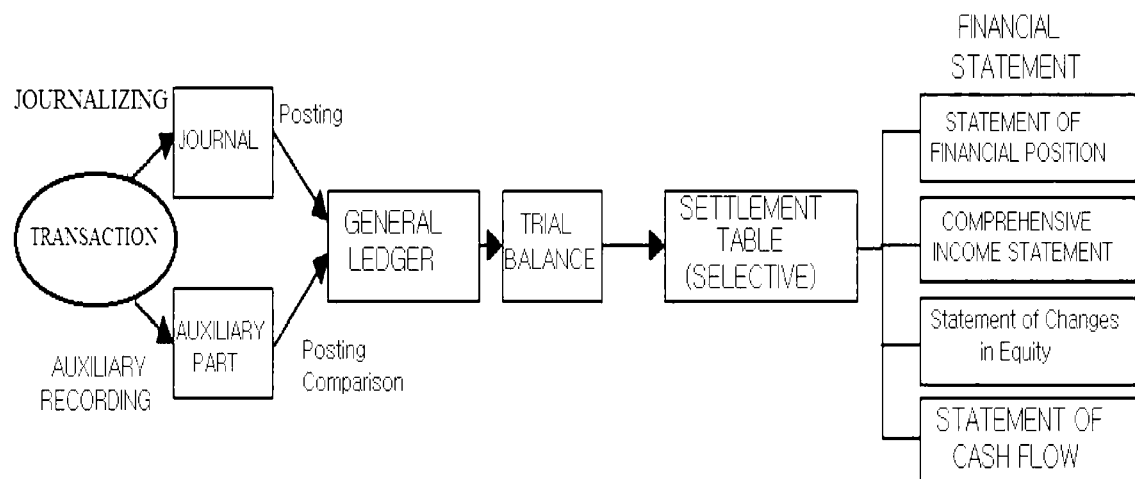 FINANCIAL
STATEMENT
JOURNALIZING
JOURNAL
Posting
TRANSACTION
AUXILIARY
PART
AUXILIARY
RECORDING
Posting
Comparison
GENERAL
LEDGER
TRIAL
BALANCE
SETTLEMENT
TABLE
(SELECTIVE)
STATEMENT OF
FINANCIAL POSITION
COMPREHENSIVE
INCOME STATEMENT
Statement of Changes
in Equity
STATEMENT OF
CASH FLOW